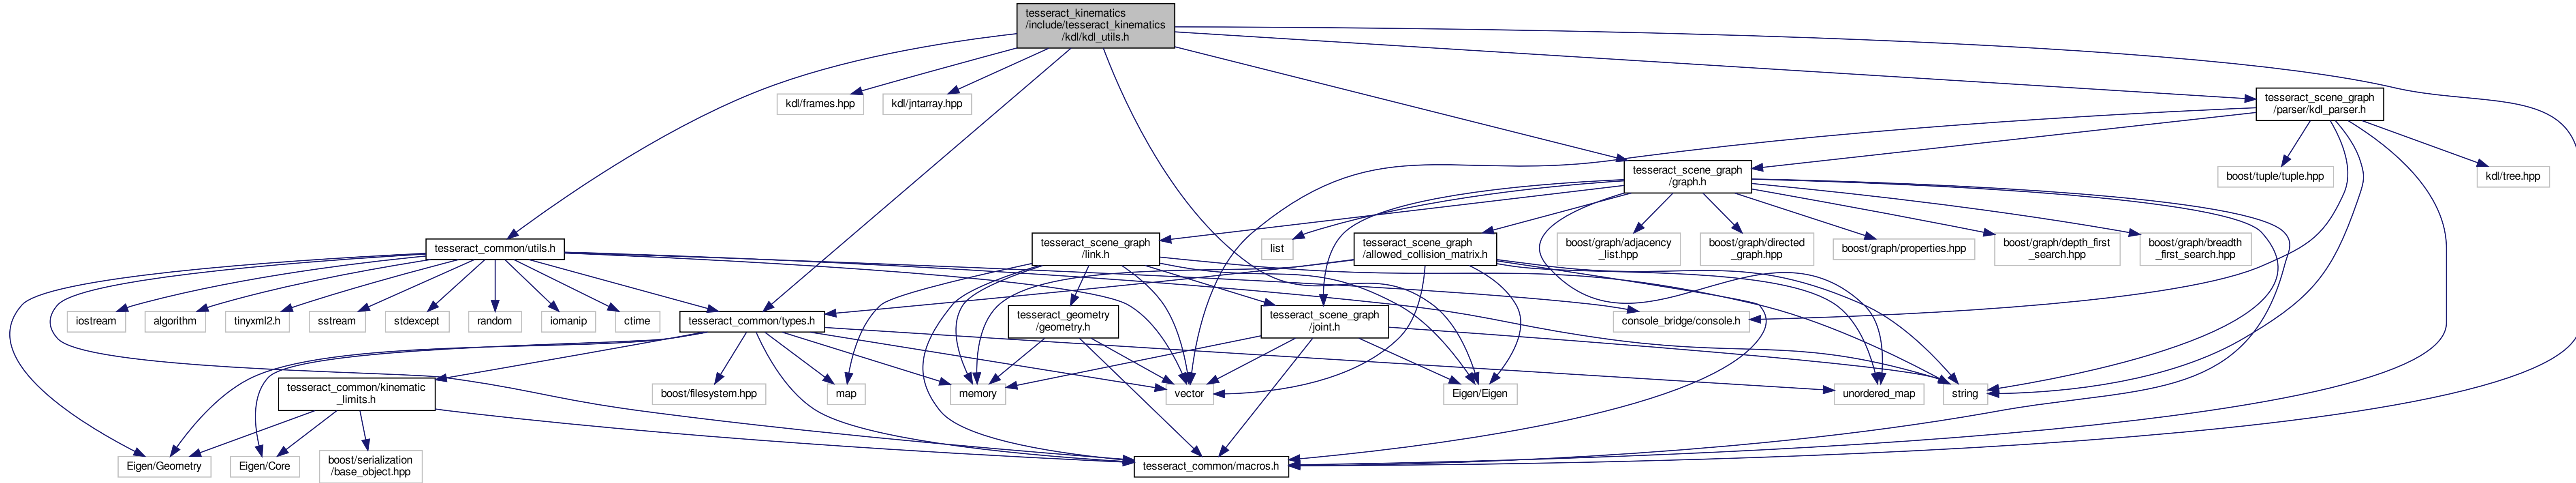 tesseract_kinematics
/include/tesseract_kinematics
/kdl/kdl_utils.h
kdl/frames.hpp
kdl/jntarray.hpp
tesseract_scene_graph
/parser/kdl_parser.h
tesseract_scene_graph
/graph.h
boost/tuple/tuple.hpp
kdl/tree.hpp
tesseract_common/utils.h
tesseract_scene_graph
/link.h
list
tesseract_scene_graph
/allowed_collision_matrix.h
boost/graph/adjacency
_list.hpp
boost/graph/directed
_graph.hpp
boost/graph/properties.hpp
boost/graph/depth_first
_search.hpp
boost/graph/breadth
_first_search.hpp
iostream
algorithm
tinyxml2.h
sstream
stdexcept
random
iomanip
ctime
tesseract_common/types.h
tesseract_geometry
/geometry.h
tesseract_scene_graph
/joint.h
console_bridge/console.h
tesseract_common/kinematic
_limits.h
boost/filesystem.hpp
map
memory
vector
Eigen/Eigen
unordered_map
string
Eigen/Geometry
Eigen/Core
boost/serialization
/base_object.hpp
tesseract_common/macros.h